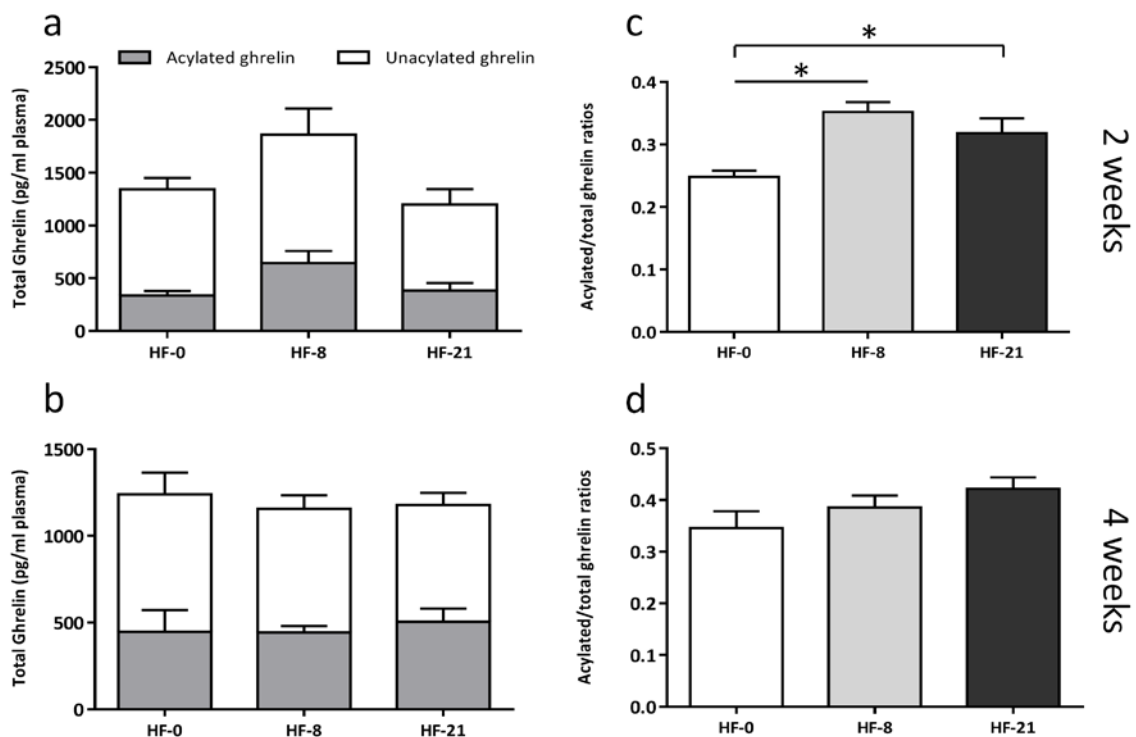 a
Acylated ghrelin
Unacylated ghrelin
Total Ghrelin (pg/ml plasma)
2500
2000
1500
1000
500
0
HF-0 HF-8 HF-21
c
* *
Acylated/total ghrelin ratios
0.4
0.3
0.2
0.1
0.0
HF-0 HF-8 HF-21
2 weeks
b
Total Ghrelin (pg/ml plasma)
1500
1000
500
0
HF-0 HF-8 HF-21
d
Acylated/total ghrelin ratios
0.5
0.4
0.3
0.2
0.1
0.0
HF-0 HF-8 HF-21
4 weeks